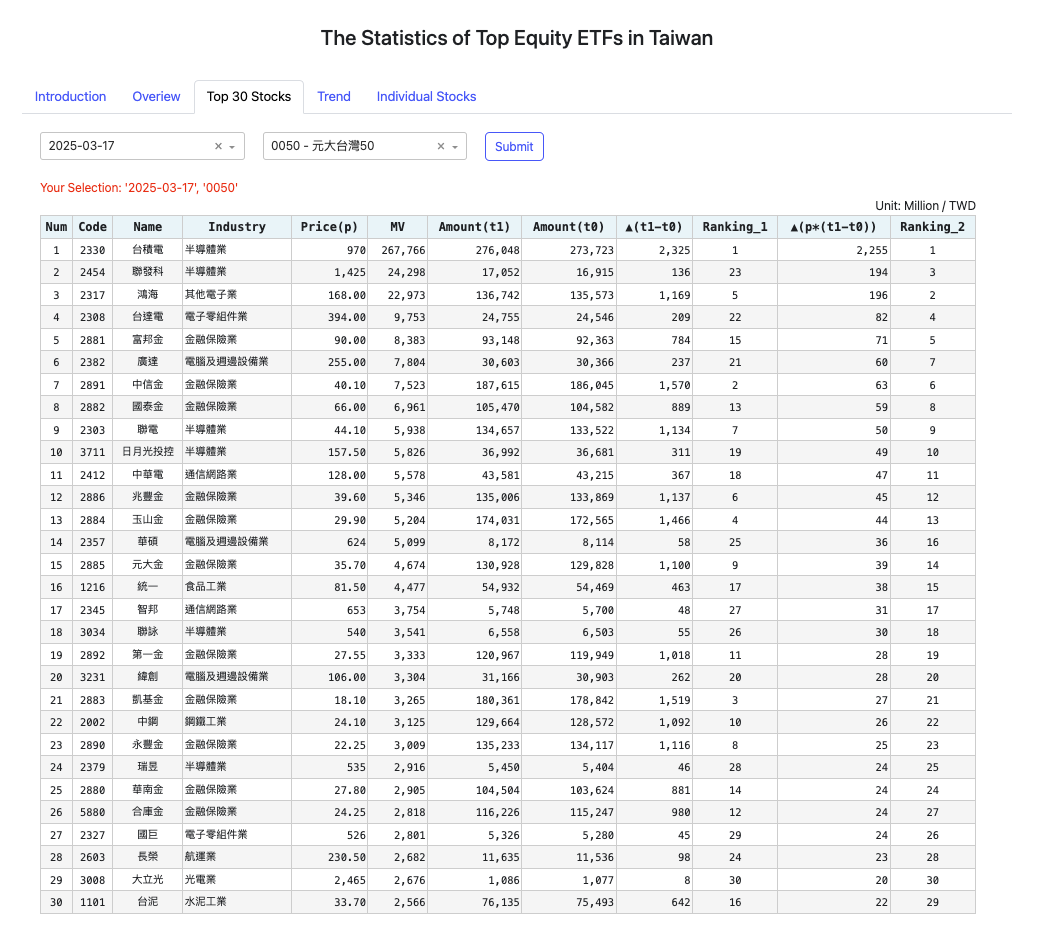 The Statistics of Top Equity ETFs in Taiwan
Introduction Overiew Top 30 Stocks Trend Individual Stocks
2025-03-17 × 0050 - 元大台灣50 × Submit
Your Selection: '2025-03-17', '0050'
Unit: Million / TWD
Num Code Name Industry Price(p) MV Amount(t1) Amount(t0) ▲(t1-t0) Ranking_1 ▲(p*(t1-t0)) Ranking_2
1 2330 台積電 半導體業 970 267,766 276,048 273,723 2,325 1 2,255 1
2 2454 聯發科 半導體業 1,425 24,298 17,052 16,915 136 23 194 3
3 2317 鴻海 其他電子業 168.00 22,973 136,742 135,573 1,169 5 196 2
4 2308 台達電 電子零組件業 394.00 9,753 24,755 24,546 209 22 82 4
5 2881 富邦金 金融保險業 90.00 8,383 93,148 92,363 784 15 71 5
6 2382 廣達 電腦及週邊設備業 255.00 7,804 30,603 30,366 237 21 60 7
7 2891 中信金 金融保險業 40.10 7,523 187,615 186,045 1,570 2 63 6
8 2882 國泰金 金融保險業 66.00 6,961 105,470 104,582 889 13 59 8
9 2303 聯電 半導體業 44.10 5,938 134,657 133,522 1,134 7 50 9
10 3711 日月光投控 半導體業 157.50 5,826 36,992 36,681 311 19 49 10
11 2412 中華電 通信網路業 128.00 5,578 43,581 43,215 367 18 47 11
12 2886 兆豐金 金融保險業 39.60 5,346 135,006 133,869 1,137 6 45 12
13 2884 玉山金 金融保險業 29.90 5,204 174,031 172,565 1,466 4 44 13
14 2357 華碩 電腦及週邊設備業 624 5,099 8,172 8,114 58 25 36 16
15 2885 元大金 金融保險業 35.70 4,674 130,928 129,828 1,100 9 39 14
16 1216 統一 食品工業 81.50 4,477 54,932 54,469 463 17 38 15
17 2345 智邦 通信網路業 653 3,754 5,748 5,700 48 27 31 17
18 3034 聯詠 半導體業 540 3,541 6,558 6,503 55 26 30 18
19 2892 第一金 金融保險業 27.55 3,333 120,967 119,949 1,018 11 28 19
20 3231 緯創 電腦及週邊設備業 106.00 3,304 31,166 30,903 262 20 28 20
21 2883 凱基金 金融保險業 18.10 3,265 180,361 178,842 1,519 3 27 21
22 2002 中鋼 鋼鐵工業 24.10 3,125 129,664 128,572 1,092 10 26 22
23 2890 永豐金 金融保險業 22.25 3,009 135,233 134,117 1,116 8 25 23
24 2379 瑞昱 半導體業 535 2,916 5,450 5,404 46 28 24 25
25 2880 華南金 金融保險業 27.80 2,905 104,504 103,624 881 14 24 24
26 5880 合庫金 金融保險業 24.25 2,818 116,226 115,247 980 12 24 27
27 2327 國巨 電子零組件業 526 2,801 5,326 5,280 45 29 24 26
28 2603 長榮 航運業 230.50 2,682 11,635 11,536 98 24 23 28
29 3008 大立光 光電業 2,465 2,676 1,086 1,077 8 30 20 30
30 1101 台泥 水泥工業 33.70 2,566 76,135 75,493 642 16 22 29